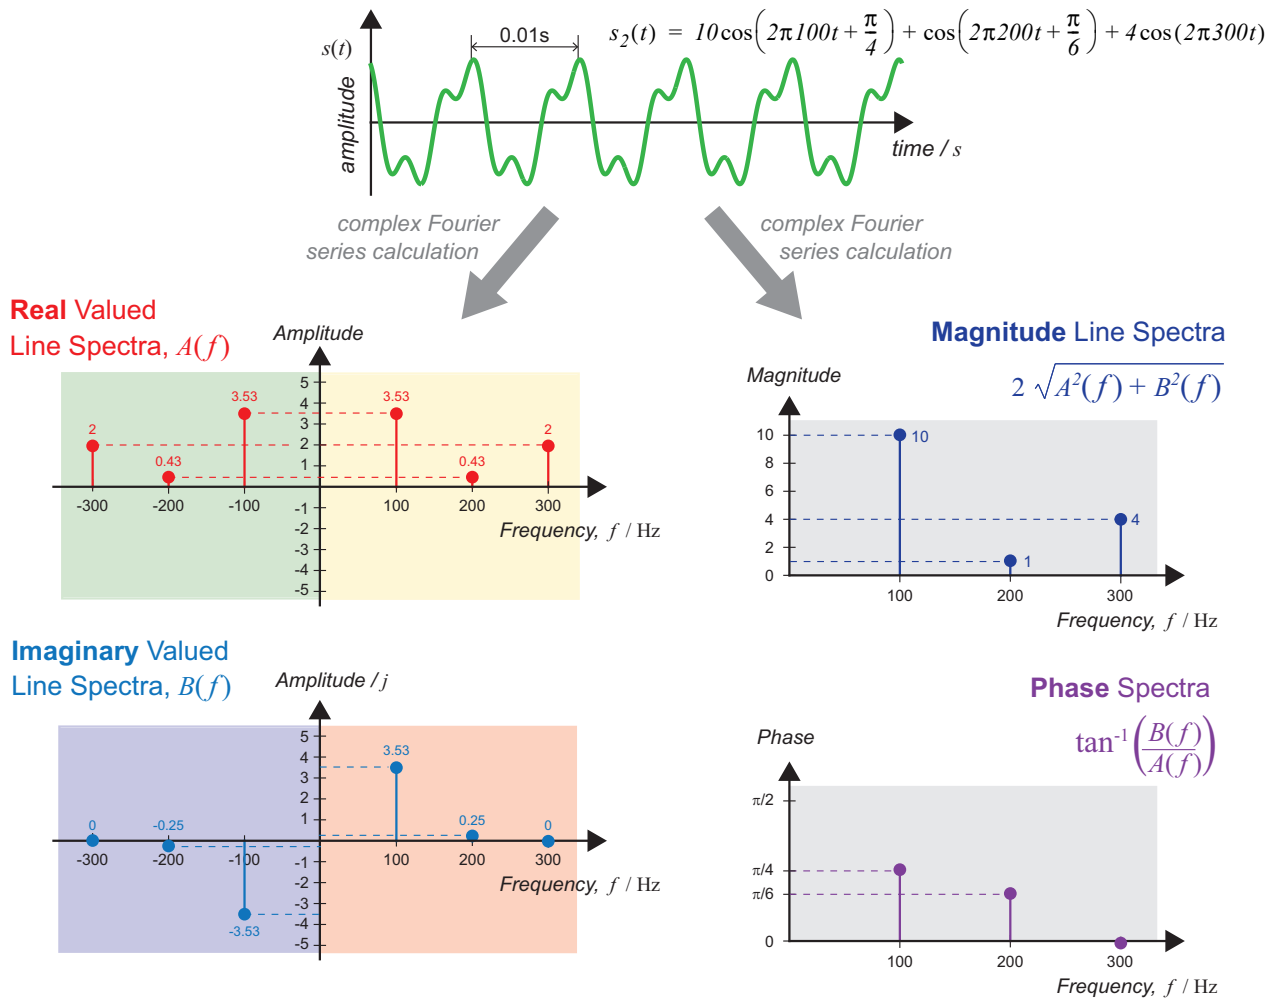 s(t)
amplitude
0.01s
s₂(t) = 10cos(2π100t + π/4) + cos(2π200t + π/6) + 4cos(2π300t)
time / s
complex Fourier
series calculation
complex Fourier
series calculation
Real Valued
Line Spectra, A(f)
Amplitude
5
4
3
2
1
-1
-2
-3
-4
-5
2
0.43
3.53
3.53
0.43
2
-300
-200
-100
100
200
300
Frequency, f / Hz
Magnitude Line Spectra
2 √(A²(f) + B²(f))
Magnitude
10
8
6
4
2
0
10
1
4
100
200
300
Frequency, f / Hz
Imaginary Valued
Line Spectra, B(f)
Amplitude / j
5
4
3
2
1
-1
-2
-3
-4
-5
0
-0.25
-3.53
3.53
0.25
0
-300
-200
-100
100
200
300
Frequency, f / Hz
Phase Spectra
tan⁻¹(B(f)/A(f))
Phase
π/2
π/4
π/6
0
100
200
300
Frequency, f / Hz